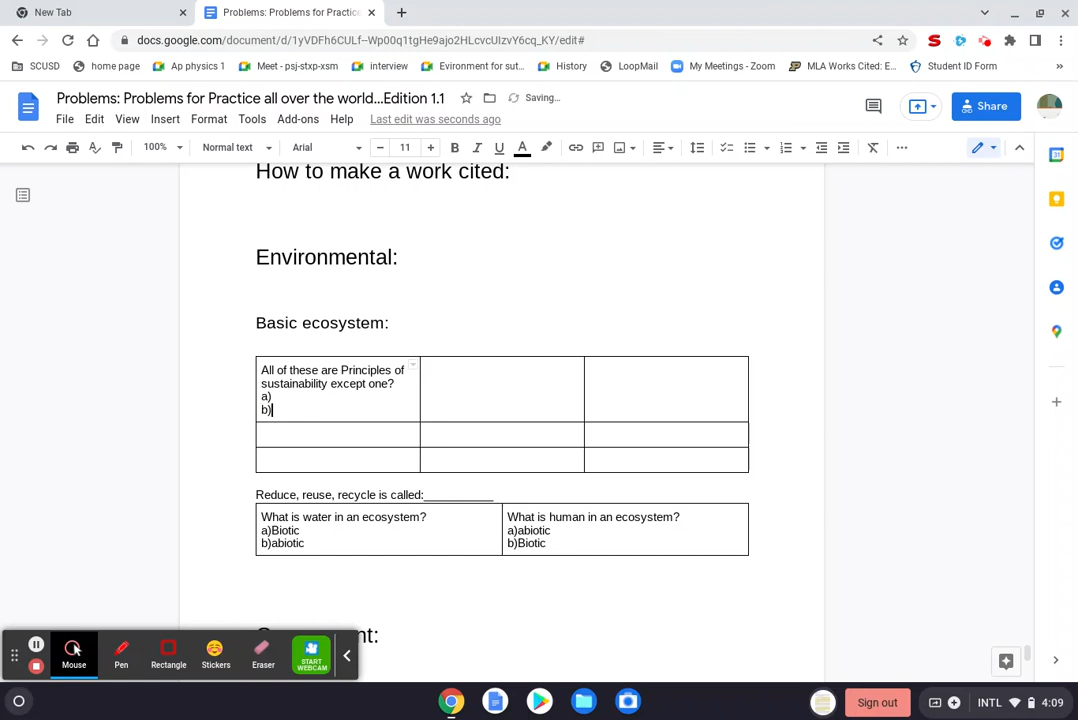 New Tab
Problems: Problems for Practice
docs.google.com/document/d/1yVDFh6CULf--Wp00q1tgHe9ajo2HLcvcUIzvY6cq_KY/edit#
SCUSD
home page
Ap physics 1
Meet - psj-stxp-xsm
interview
Evironment for sut...
History
LoopMail
My Meetings - Zoom
MLA Works Cited: E...
Student ID Form
»
Problems: Problems for Practice all over the world...Edition 1.1
Saving...
File Edit View Insert Format Tools Add-ons Help Last edit was seconds ago
Share
100% Normal text Arial 11 B I U A
How to make a work cited:
Environmental:
Basic ecosystem:
All of these are Principles of
sustainability except one?
a)
b)
Reduce, reuse, recycle is called:___________
What is water in an ecosystem?
a)Biotic
b)abiotic
What is human in an ecosystem?
a)abiotic
b)Biotic
nt:
Mouse
Pen
Rectangle
Stickers
Eraser
START
WEBCAM
Sign out
INTL
4:09